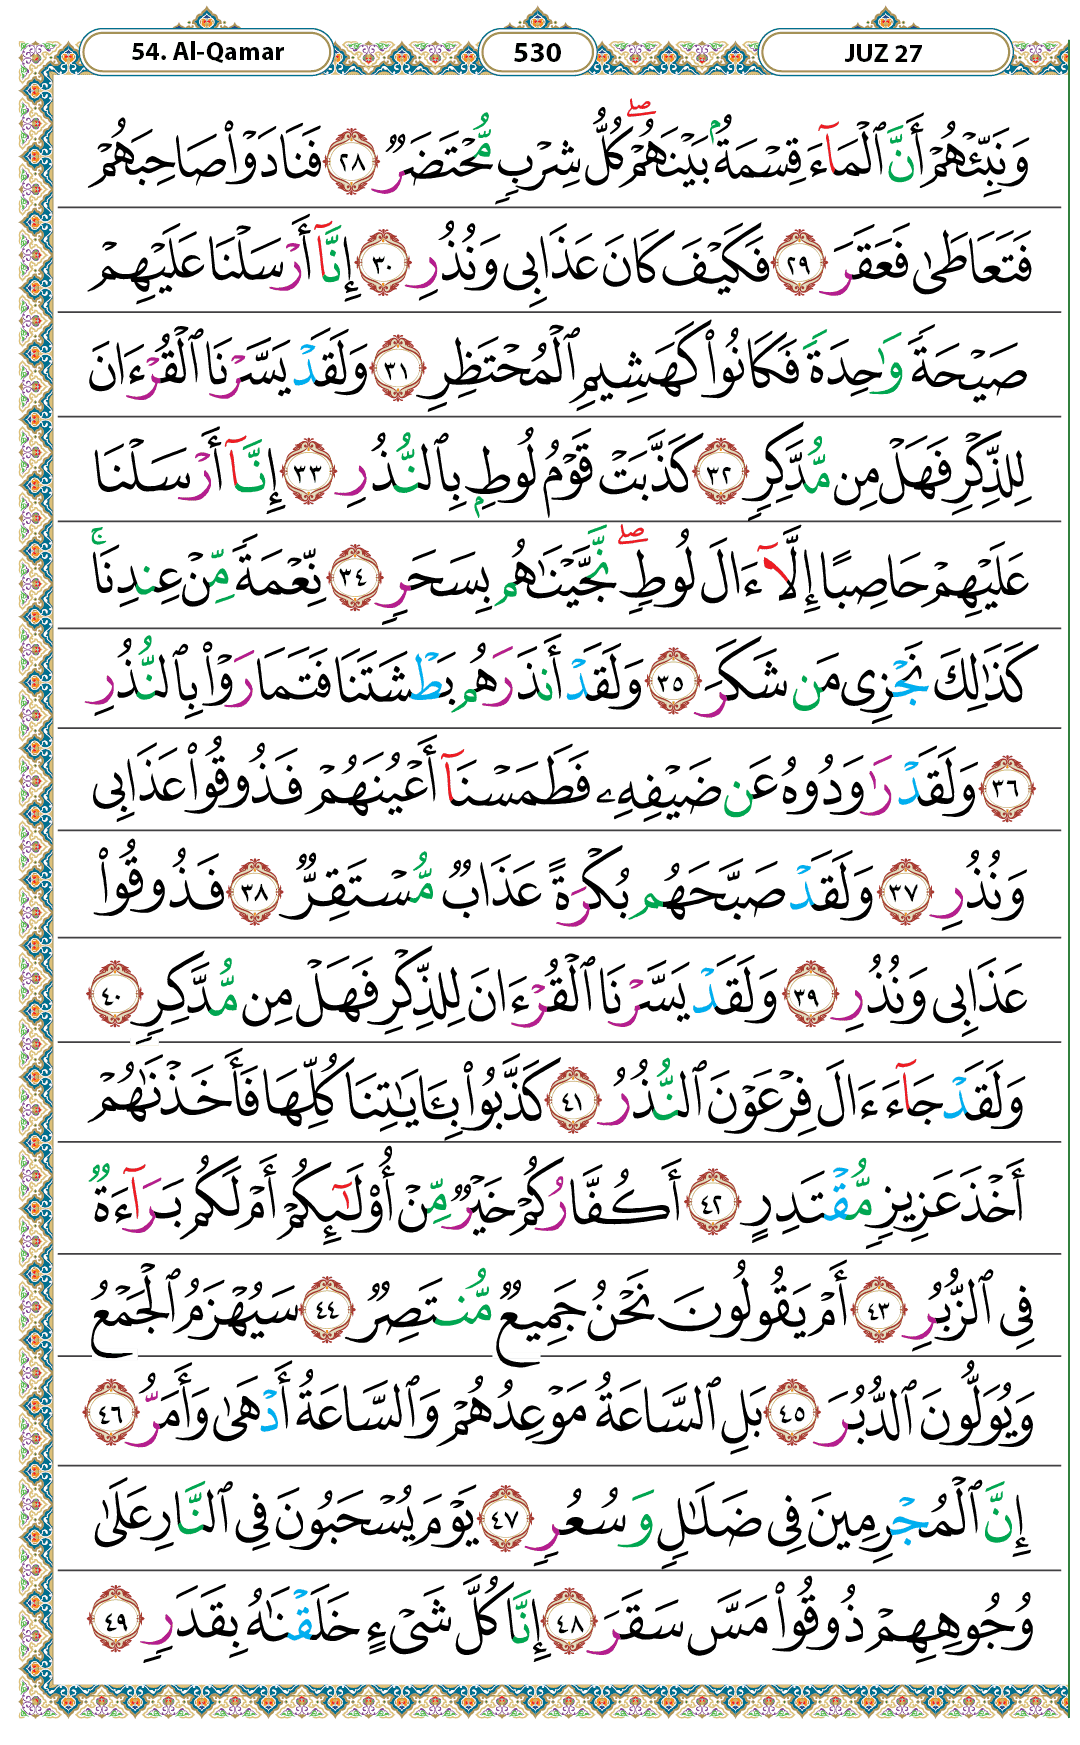 54. Al-Qamar
530
JUZ 27
وَنَبِّئْهُمْ أَنَّ ٱلْمَآءَ قِسْمَةٌۢ بَيْنَهُمْ ۖ كُلُّ شِرْبٍ مُّحْتَضَرٌ ٢٨ فَنَادَوْا۟ صَاحِبَهُمْ
فَتَعَاطَىٰ فَعَقَرَ ٢٩ فَكَيْفَ كَانَ عَذَابِى وَنُذُرِ ٣٠ إِنَّآ أَرْسَلْنَا عَلَيْهِمْ
صَيْحَةً وَٰحِدَةً فَكَانُوا۟ كَهَشِيمِ ٱلْمُحْتَظِرِ ٣١ وَلَقَدْ يَسَّرْنَا ٱلْقُرْءَانَ
لِلذِّكْرِ فَهَلْ مِن مُّدَّكِرٍ ٣٢ كَذَّبَتْ قَوْمُ لُوطٍۭ بِٱلنُّذُرِ ٣٣ إِنَّآ أَرْسَلْنَا
عَلَيْهِمْ حَاصِبًا إِلَّآ ءَالَ لُوطٍ ۖ نَّجَّيْنَٰهُم بِسَحَرٍ ٣٤ نِّعْمَةً مِّنْ عِندِنَا ۚ
كَذَٰلِكَ نَجْزِى مَن شَكَرَ ٣٥ وَلَقَدْ أَنذَرَهُم بَطْشَتَنَا فَتَمَارَوْا۟ بِٱلنُّذُرِ
٣٦ وَلَقَدْ رَٰوَدُوهُ عَن ضَيْفِهِۦ فَطَمَسْنَآ أَعْيُنَهُمْ فَذُوقُوا۟ عَذَابِى
وَنُذُرِ ٣٧ وَلَقَدْ صَبَّحَهُم بُكْرَةً عَذَابٌ مُّسْتَقِرٌّ ٣٨ فَذُوقُوا۟
عَذَابِى وَنُذُرِ ٣٩ وَلَقَدْ يَسَّرْنَا ٱلْقُرْءَانَ لِلذِّكْرِ فَهَلْ مِن مُّدَّكِرٍ ٤٠
وَلَقَدْ جَآءَ ءَالَ فِرْعَوْنَ ٱلنُّذُرُ ٤١ كَذَّبُوا۟ بِـَٔايَٰتِنَا كُلِّهَا فَأَخَذْنَٰهُمْ
أَخْذَ عَزِيزٍ مُّقْتَدِرٍ ٤٢ أَكُفَّارُكُمْ خَيْرٌ مِّنْ أُو۟لَٰٓئِكُمْ أَمْ لَكُم بَرَآءَةٌ
فِى ٱلزُّبُرِ ٤٣ أَمْ يَقُولُونَ نَحْنُ جَمِيعٌ مُّنتَصِرٌ ٤٤ سَيُهْزَمُ ٱلْجَمْعُ
وَيُوَلُّونَ ٱلدُّبُرَ ٤٥ بَلِ ٱلسَّاعَةُ مَوْعِدُهُمْ وَٱلسَّاعَةُ أَدْهَىٰ وَأَمَرُّ ٤٦
إِنَّ ٱلْمُجْرِمِينَ فِى ضَلَٰلٍ وَسُعُرٍ ٤٧ يَوْمَ يُسْحَبُونَ فِى ٱلنَّارِ عَلَىٰ
وُجُوهِهِمْ ذُوقُوا۟ مَسَّ سَقَرَ ٤٨ إِنَّا كُلَّ شَىْءٍ خَلَقْنَٰهُ بِقَدَرٍ ٤٩